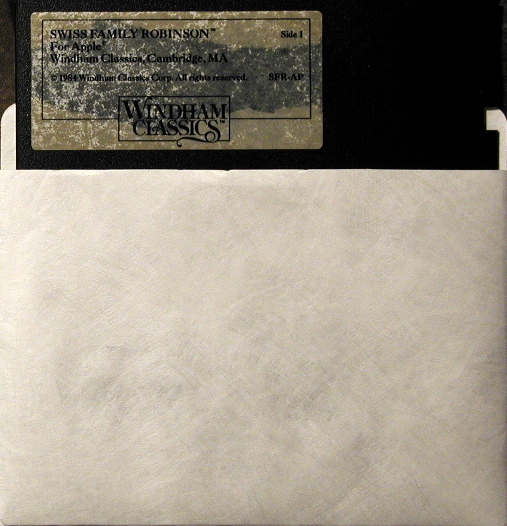 SWISS FAMILY ROBINSON™ Side 1
For Apple®
Windham Classics, Cambridge, MA
© 1984 Windham Classics Corp. All rights reserved. SFR-AP
WINDHAM
CLASSICS™